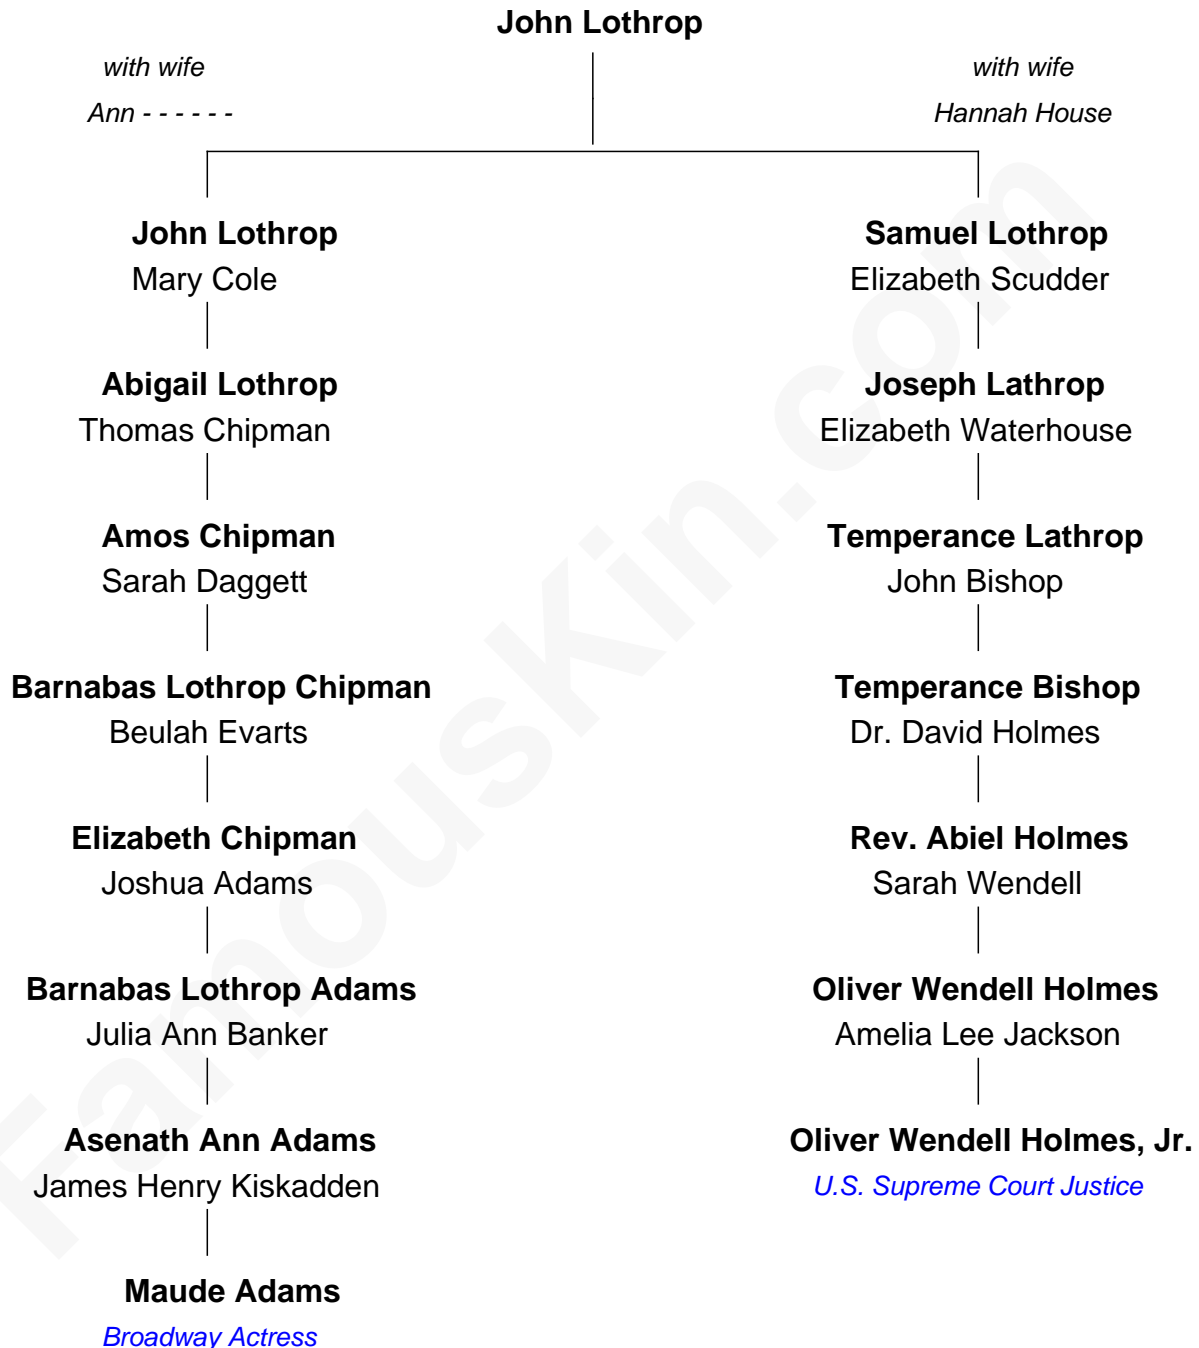 John Lothrop
with wife
Ann - - - - - -
with wife
Hannah House
John Lothrop
Mary Cole
Samuel Lothrop
Elizabeth Scudder
Abigail Lothrop
Thomas Chipman
Joseph Lathrop
Elizabeth Waterhouse
Amos Chipman
Sarah Daggett
Temperance Lathrop
John Bishop
Barnabas Lothrop Chipman
Beulah Evarts
Temperance Bishop
Dr. David Holmes
Elizabeth Chipman
Joshua Adams
Rev. Abiel Holmes
Sarah Wendell
Barnabas Lothrop Adams
Julia Ann Banker
Oliver Wendell Holmes
Amelia Lee Jackson
Asenath Ann Adams
James Henry Kiskadden
Oliver Wendell Holmes, Jr.
U.S. Supreme Court Justice
Maude Adams
Broadway Actress
FamousKin.com